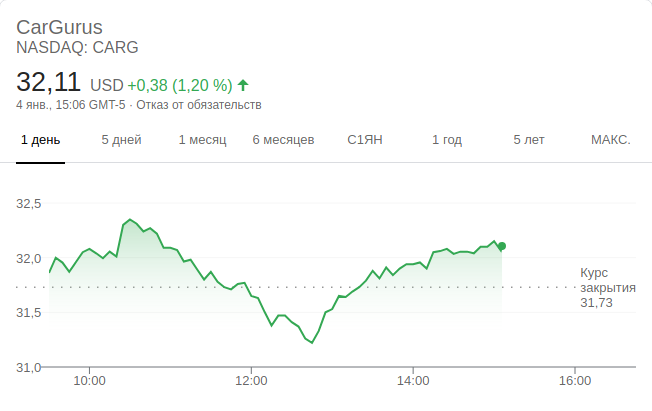 CarGurus
NASDAQ: CARG
32,11 USD +0,38 (1,20 %) ↑
4 янв., 15:06 GMT-5 · Отказ от обязательств
1 день 5 дней 1 месяц 6 месяцев С1ЯН 1 год 5 лет МАКС.
32,5
32,0
Курс
закрытия
31,73
31,5
31,0
10:00 12:00 14:00 16:00